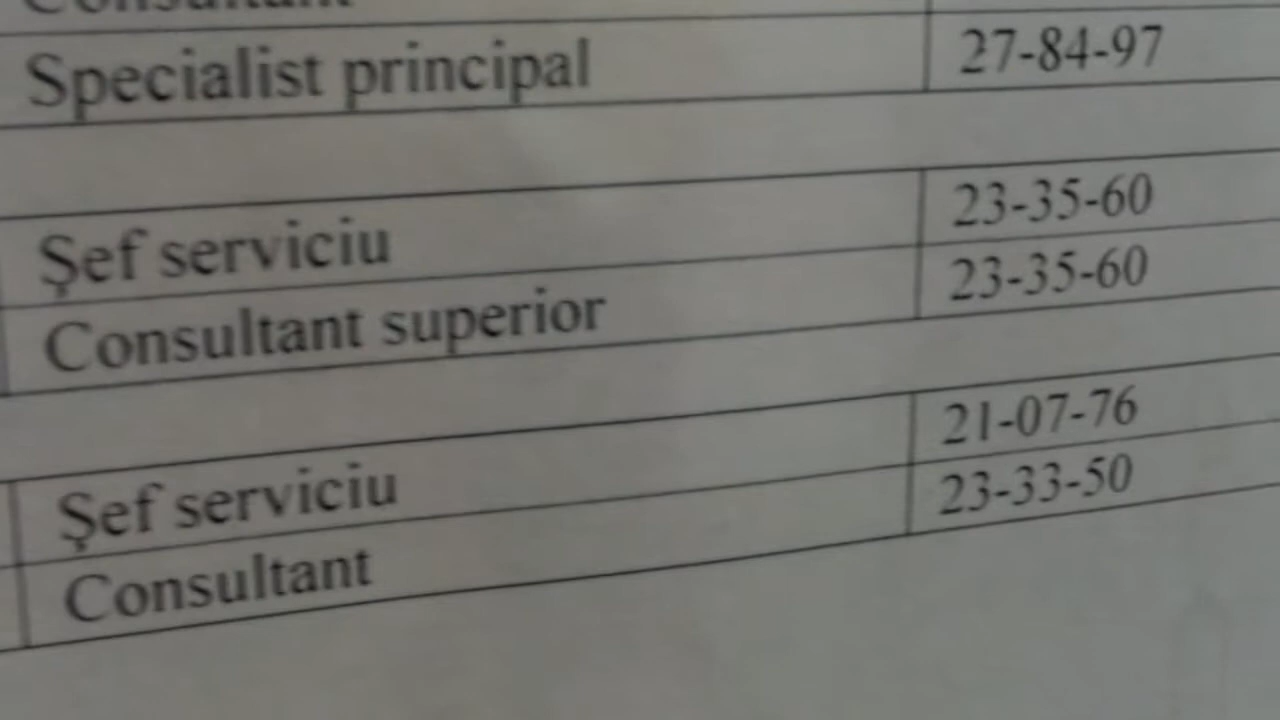 Consultant
Specialist principal 27-84-97
Şef serviciu 23-35-60
Consultant superior 23-35-60
Şef serviciu 21-07-76
Consultant 23-33-50